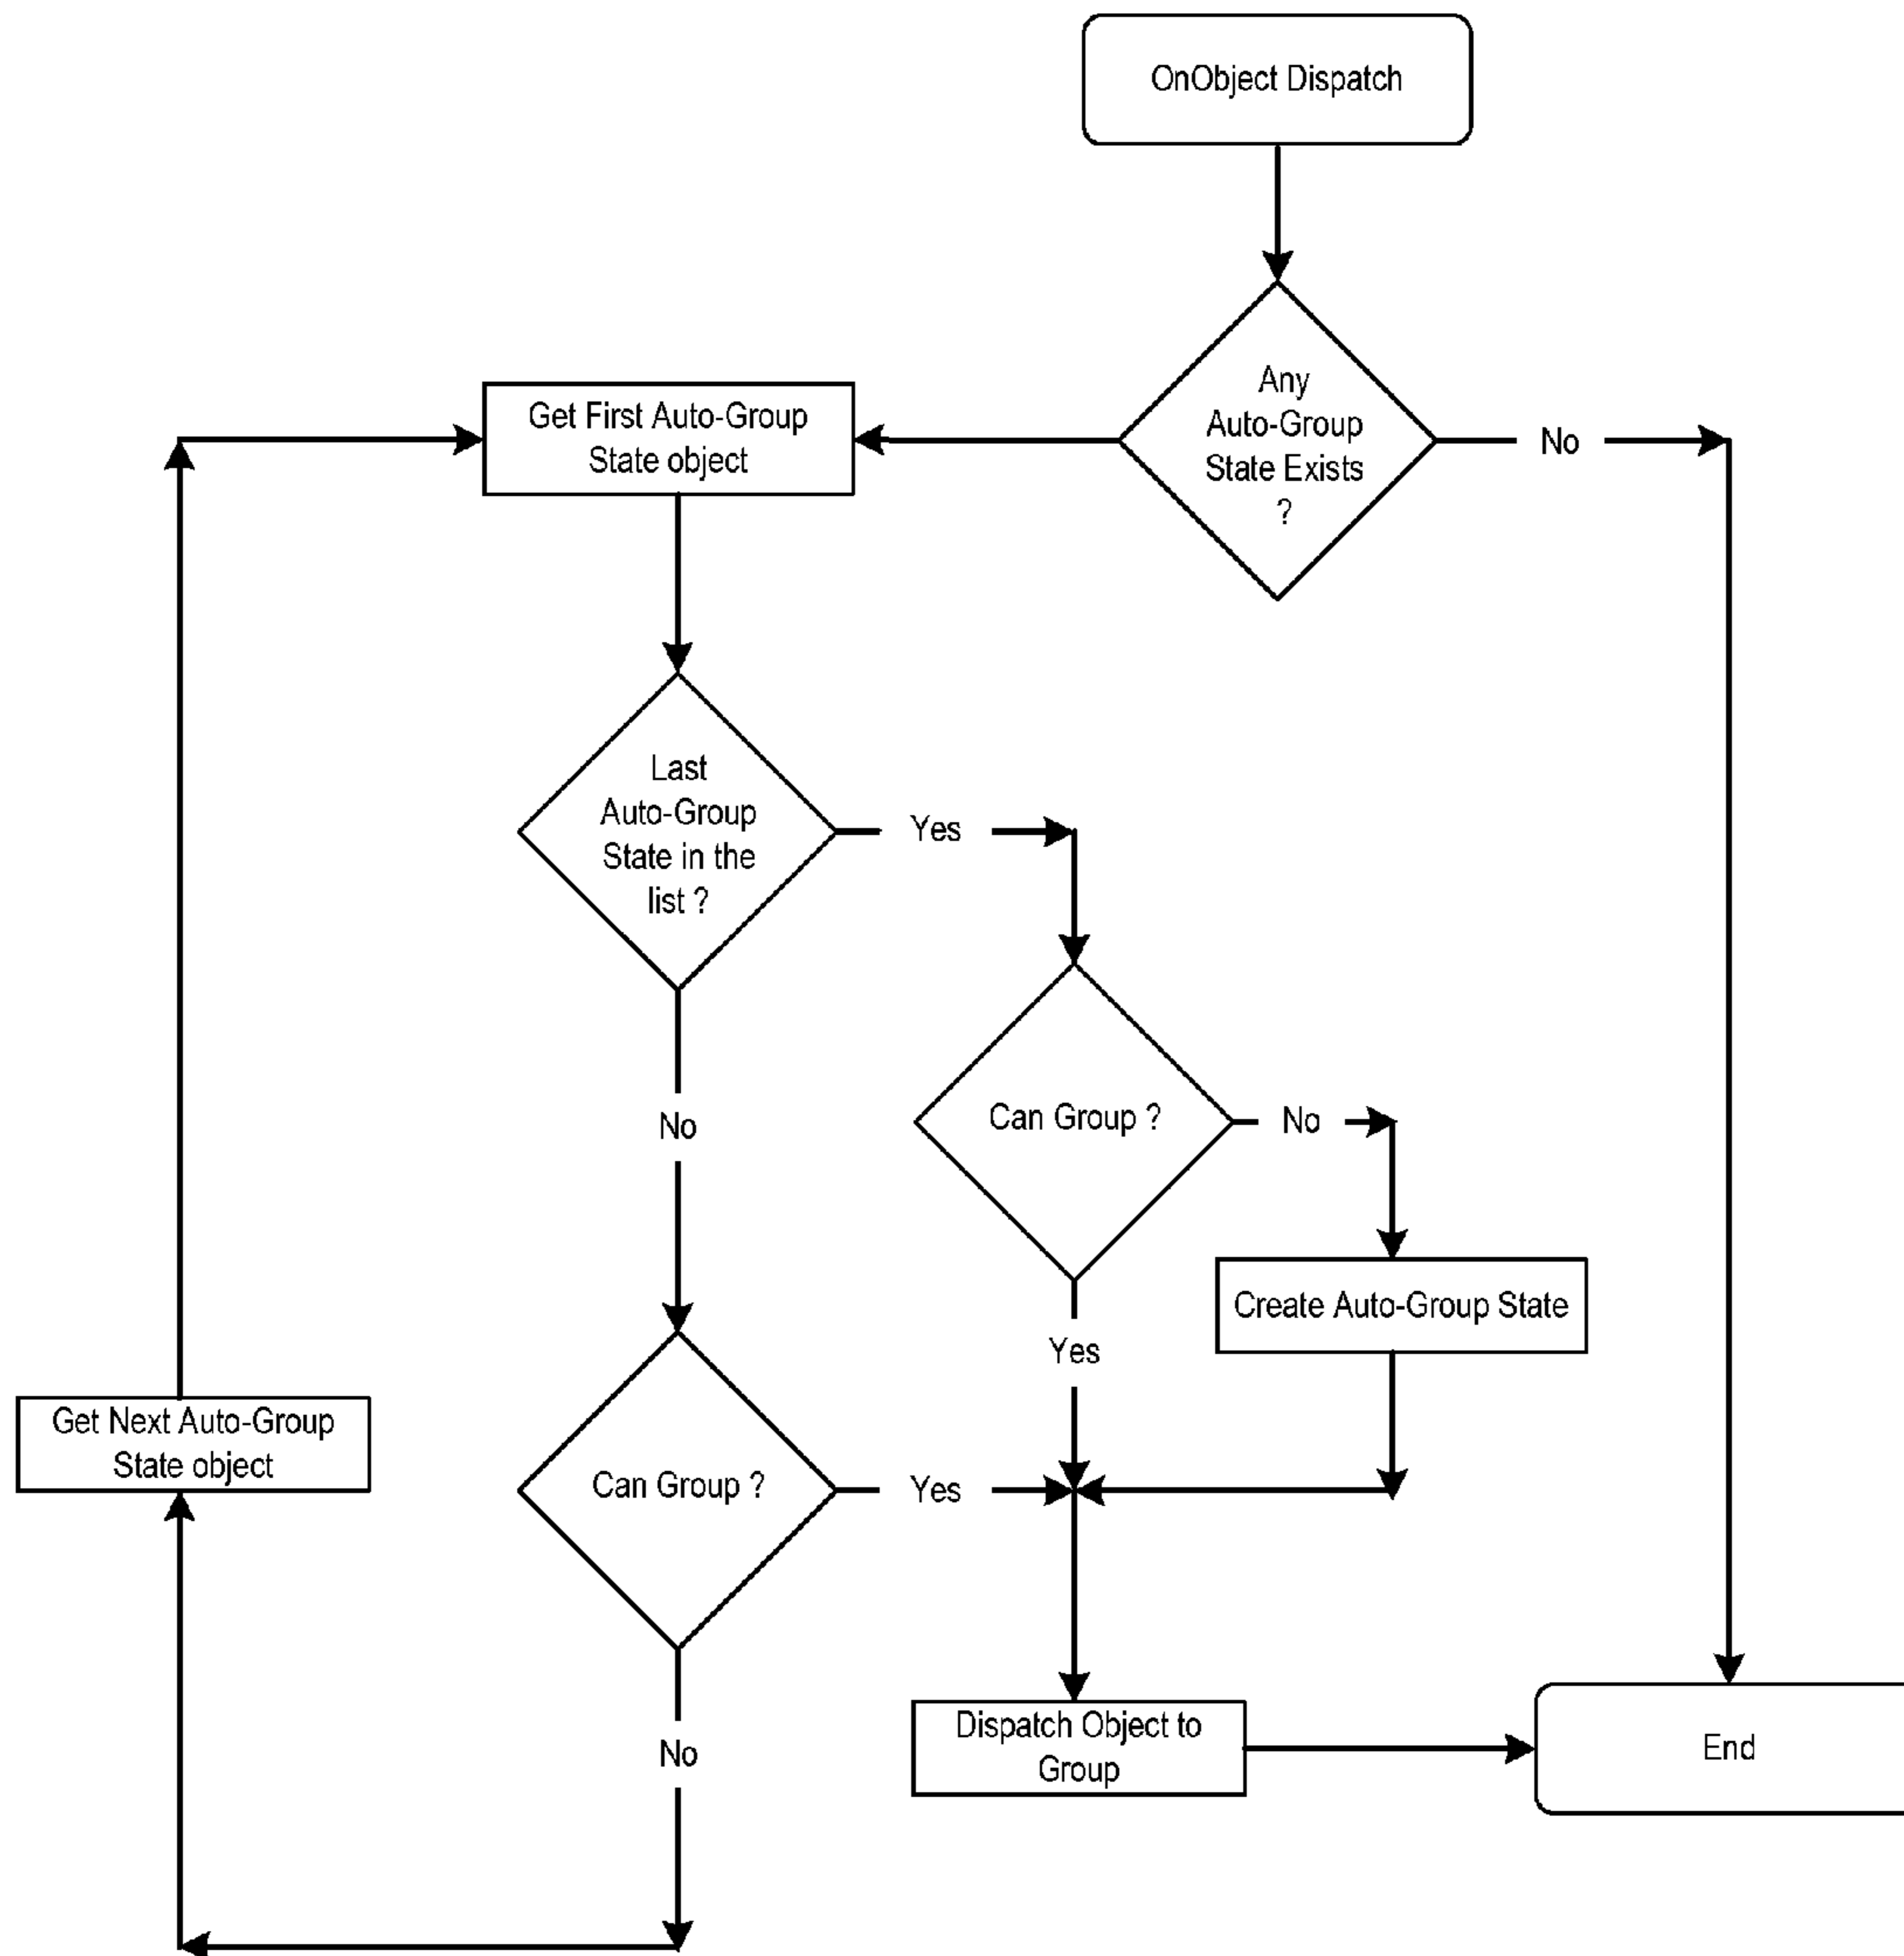 OnObject Dispatch
Any
Auto-Group
State Exists
?
No
Get First Auto-Group
State object
Last
Auto-Group
State in the
list ?
Yes
No
Can Group ?
No
Create Auto-Group State
Yes
Get Next Auto-Group
State object
Can Group ?
Yes
No
Dispatch Object to
Group
End